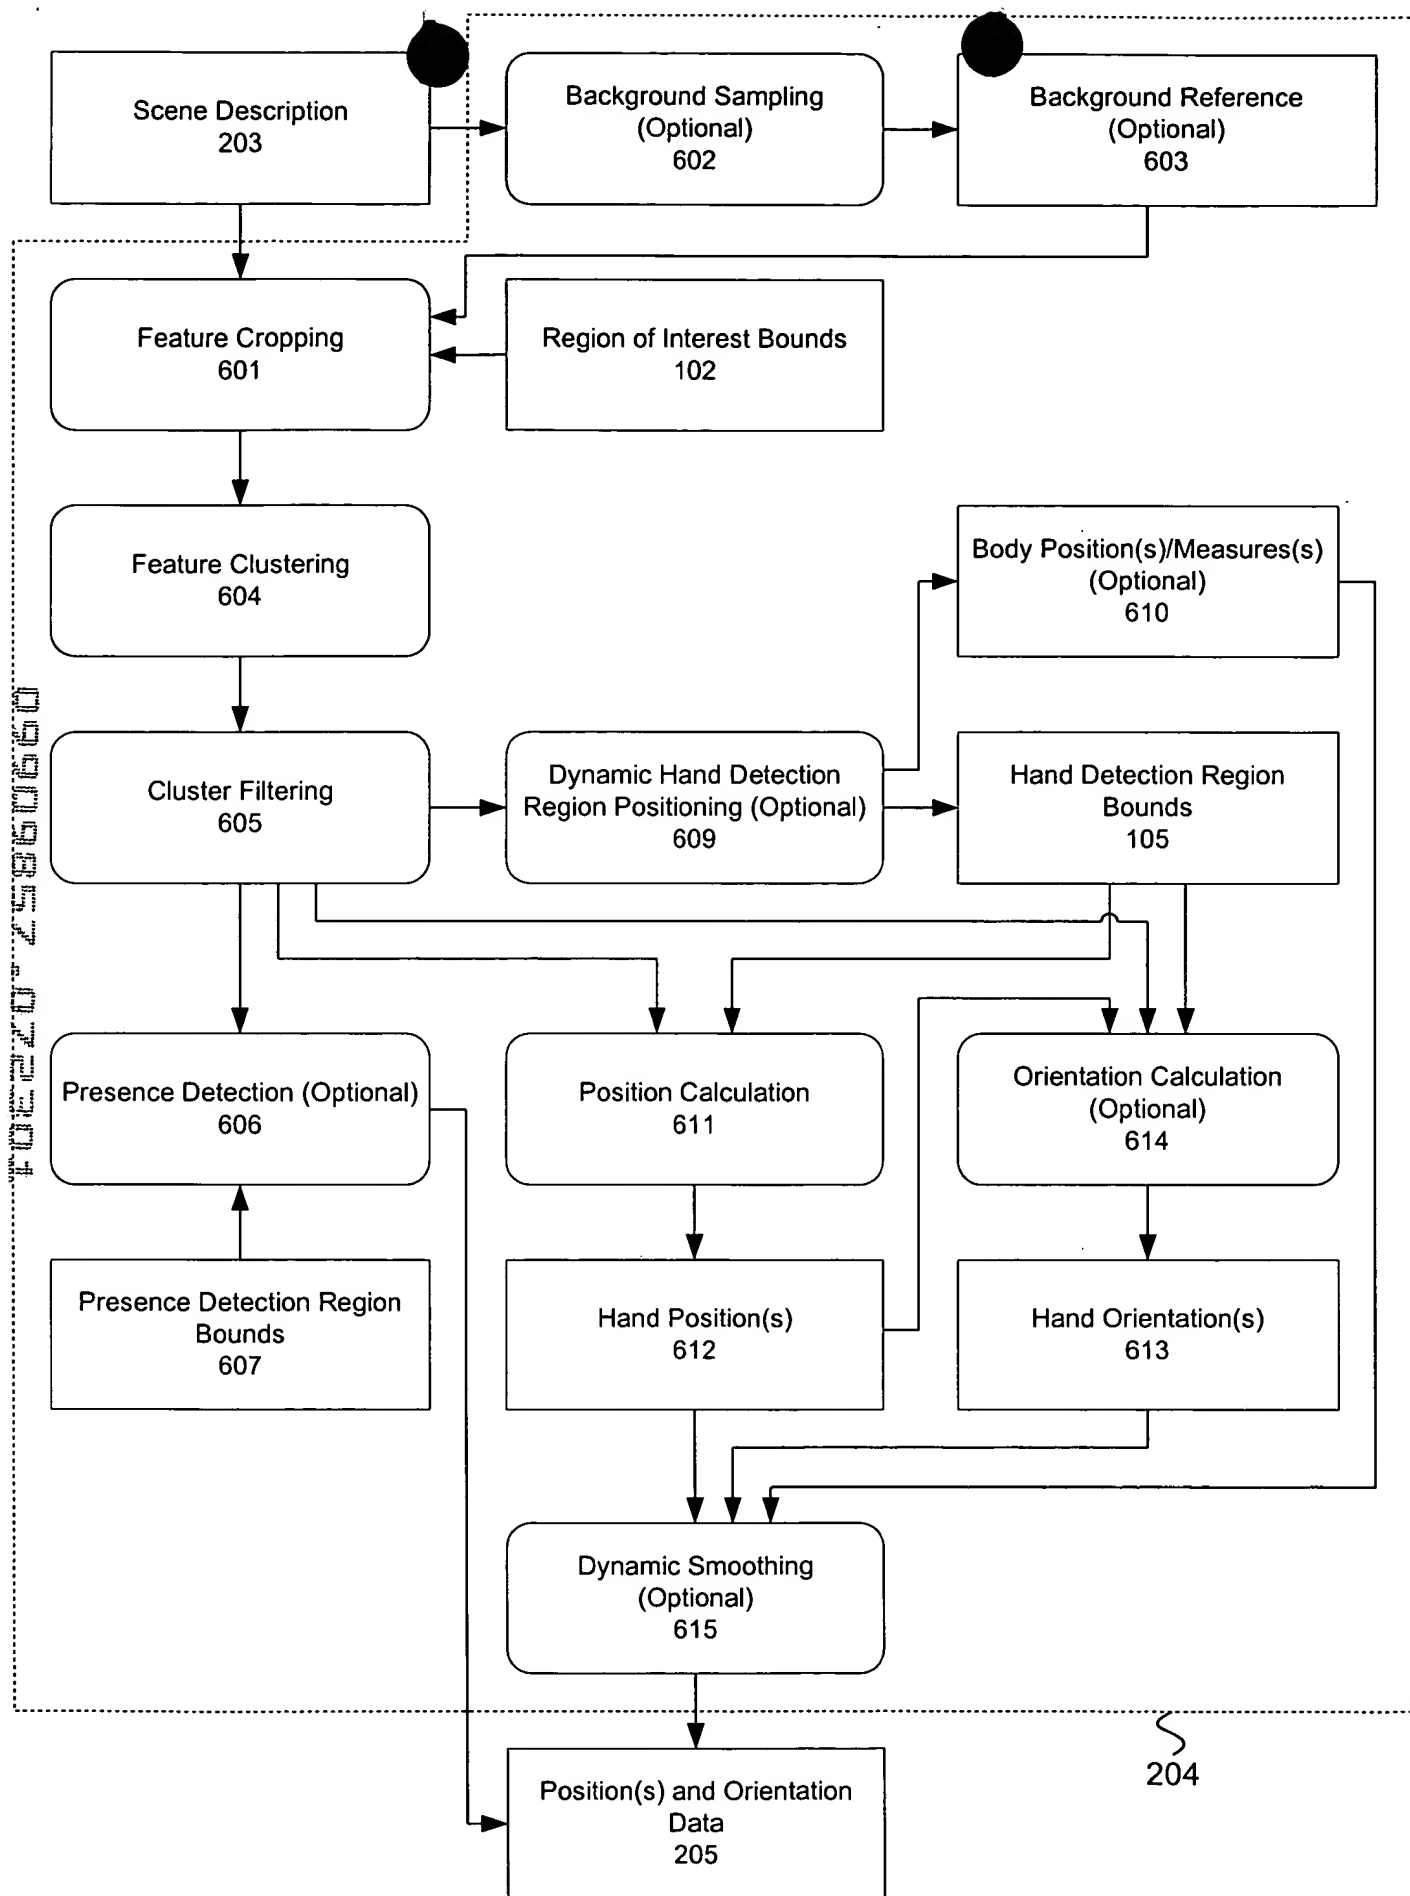 Scene Description
203
Background Sampling
(Optional)
602
Background Reference
(Optional)
603
Feature Cropping
601
Region of Interest Bounds
102
Feature Clustering
604
Body Position(s)/Measures(s)
(Optional)
610
Cluster Filtering
605
Dynamic Hand Detection
Region Positioning (Optional)
609
Hand Detection Region
Bounds
105
Presence Detection (Optional)
606
Position Calculation
611
Orientation Calculation
(Optional)
614
Presence Detection Region
Bounds
607
Hand Position(s)
612
Hand Orientation(s)
613
Dynamic Smoothing
(Optional)
615
204
Position(s) and Orientation
Data
205